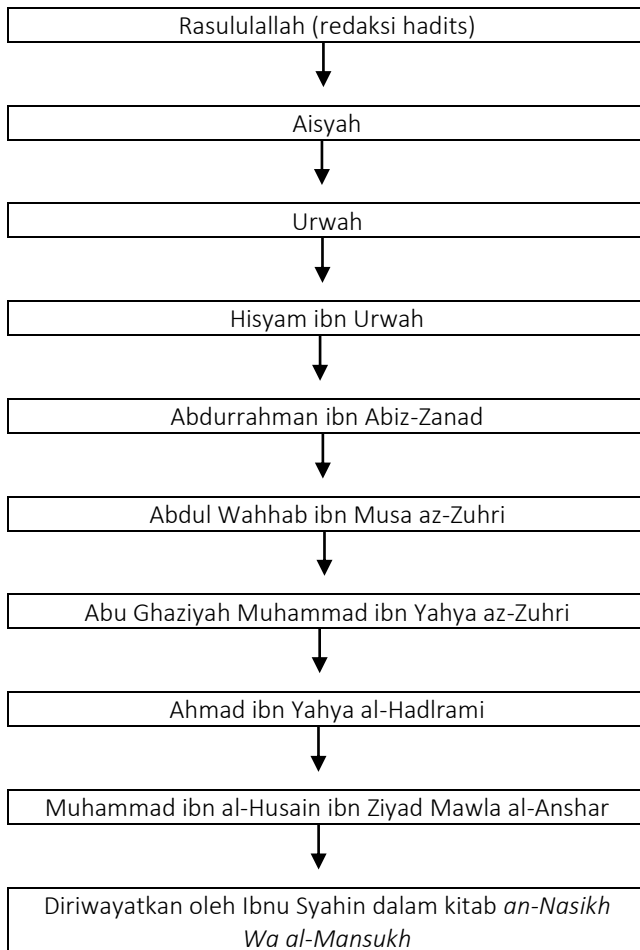 Rasululallah (redaksi hadits)
Aisyah
Urwah
Hisyam ibn Urwah
Abdurrahman ibn Abiz-Zanad
Abdul Wahhab ibn Musa az-Zuhri
Abu Ghaziyah Muhammad ibn Yahya az-Zuhri
Ahmad ibn Yahya al-Hadlrami
Muhammad ibn al-Husain ibn Ziyad Mawla al-Anshar
Diriwayatkan oleh Ibnu Syahin dalam kitab an-Nasikh
Wa al-Mansukh